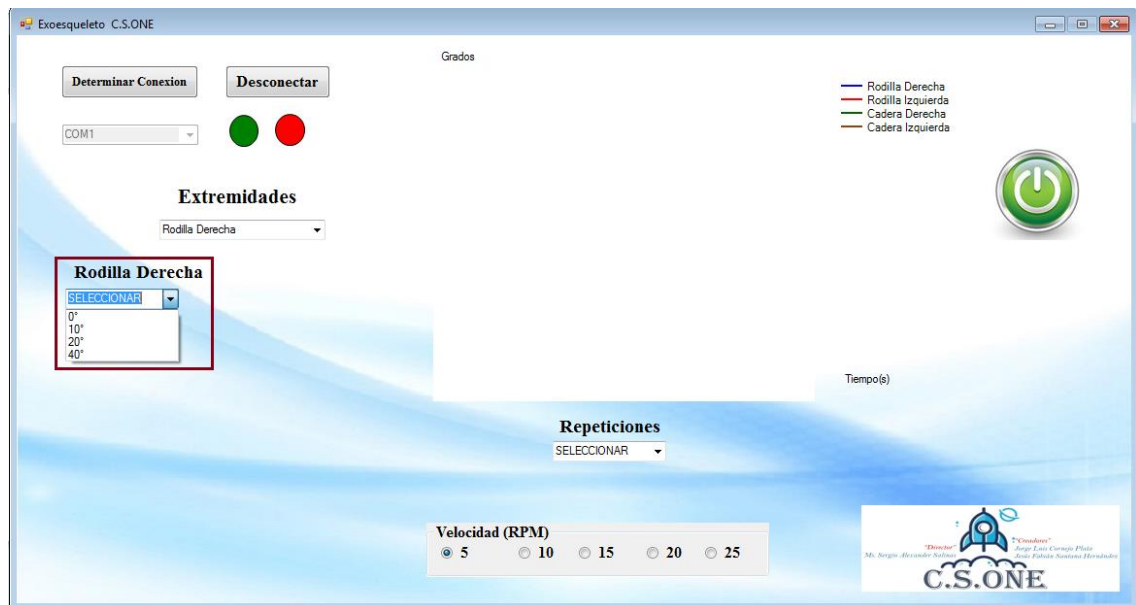 Exoesqueleto C.S.ONE
Determinar Conexion
Desconectar
COM1
Extremidades
Rodilla Derecha
Rodilla Derecha
SELECCIONAR
0°
10°
20°
40°
Grados
Rodilla Derecha
Rodilla Izquierda
Cadera Derecha
Cadera Izquierda
Tiempo(s)
Repeticiones
SELECCIONAR
Velocidad (RPM)
5 10 15 20 25
"Director"
Ms. Sergio Alexander Salinas
"Creadores"
Jorge Luis Cornejo Plata
Jesús Fabián Santana Hernández
C.S.ONE